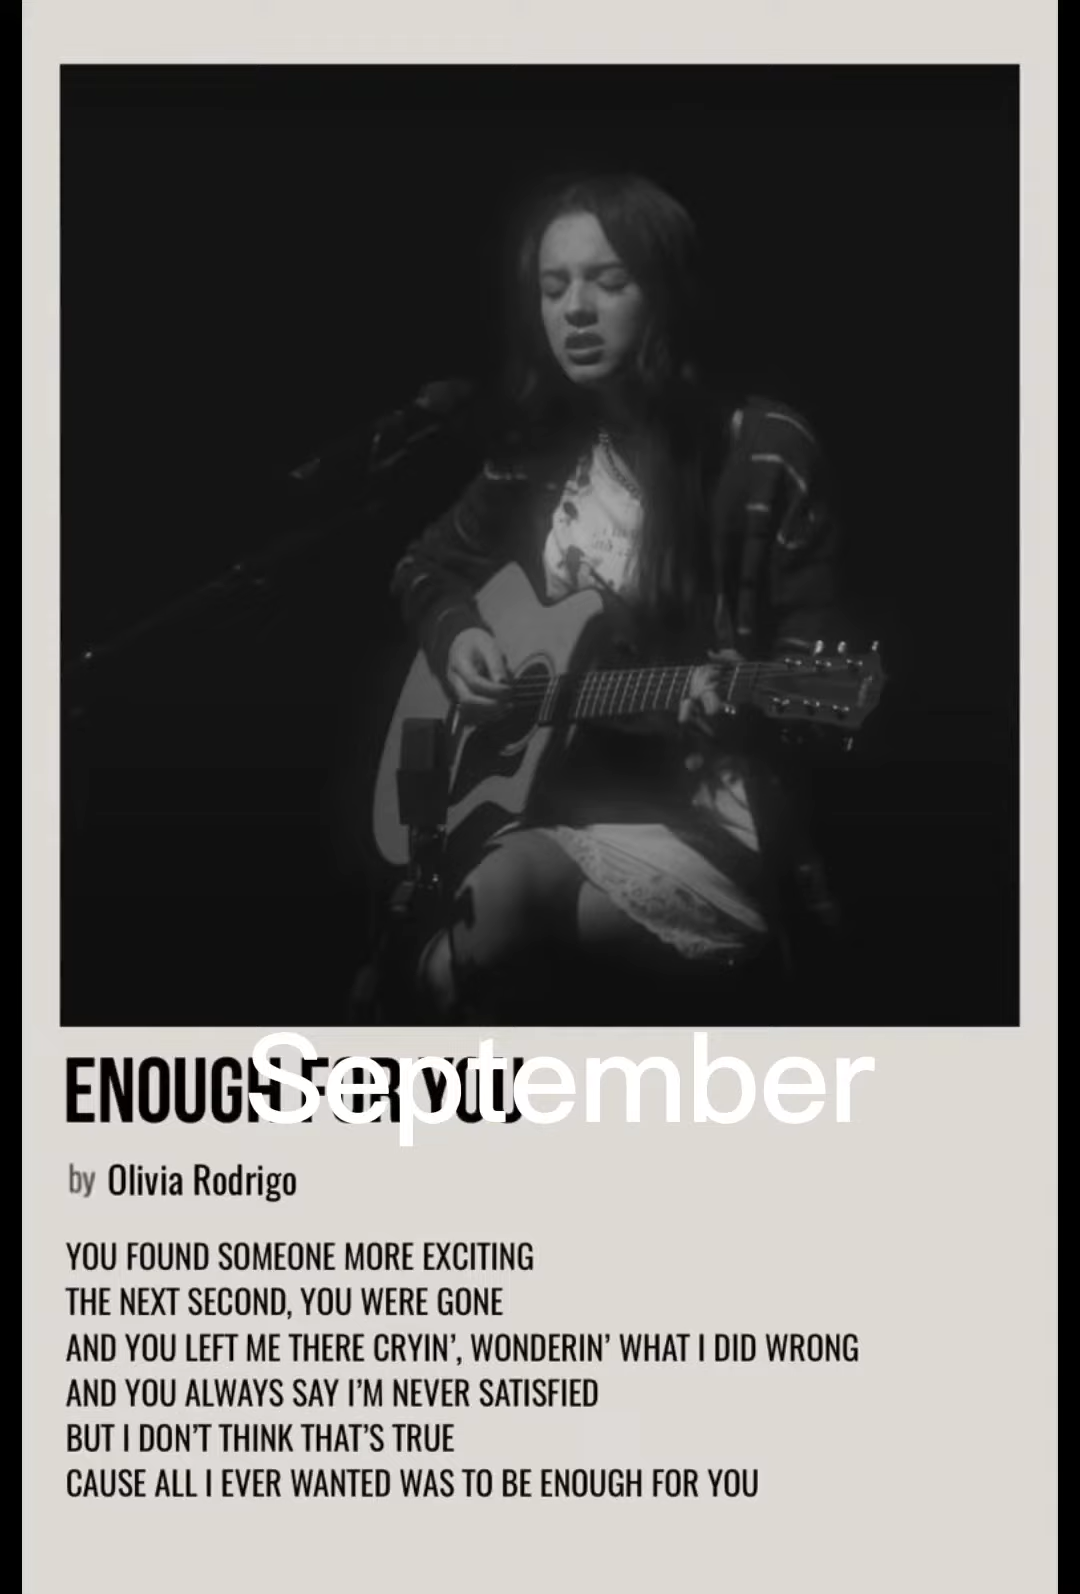 ENOUGH FOR YOU
September
by Olivia Rodrigo
YOU FOUND SOMEONE MORE EXCITING
THE NEXT SECOND, YOU WERE GONE
AND YOU LEFT ME THERE CRYIN’, WONDERIN’ WHAT I DID WRONG
AND YOU ALWAYS SAY I’M NEVER SATISFIED
BUT I DON’T THINK THAT’S TRUE
CAUSE ALL I EVER WANTED WAS TO BE ENOUGH FOR YOU